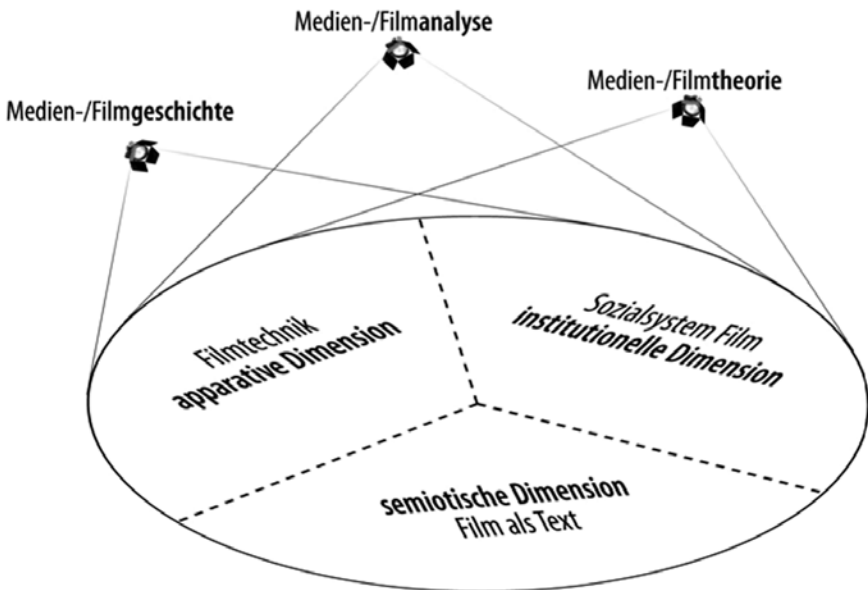 Medien-/Filmanalyse
Medien-/Filmtheorie
Medien-/Filmgeschichte
Filmtechnik
apparative Dimension
Sozialsystem Film
institutionelle Dimension
semiotische Dimension
Film als Text